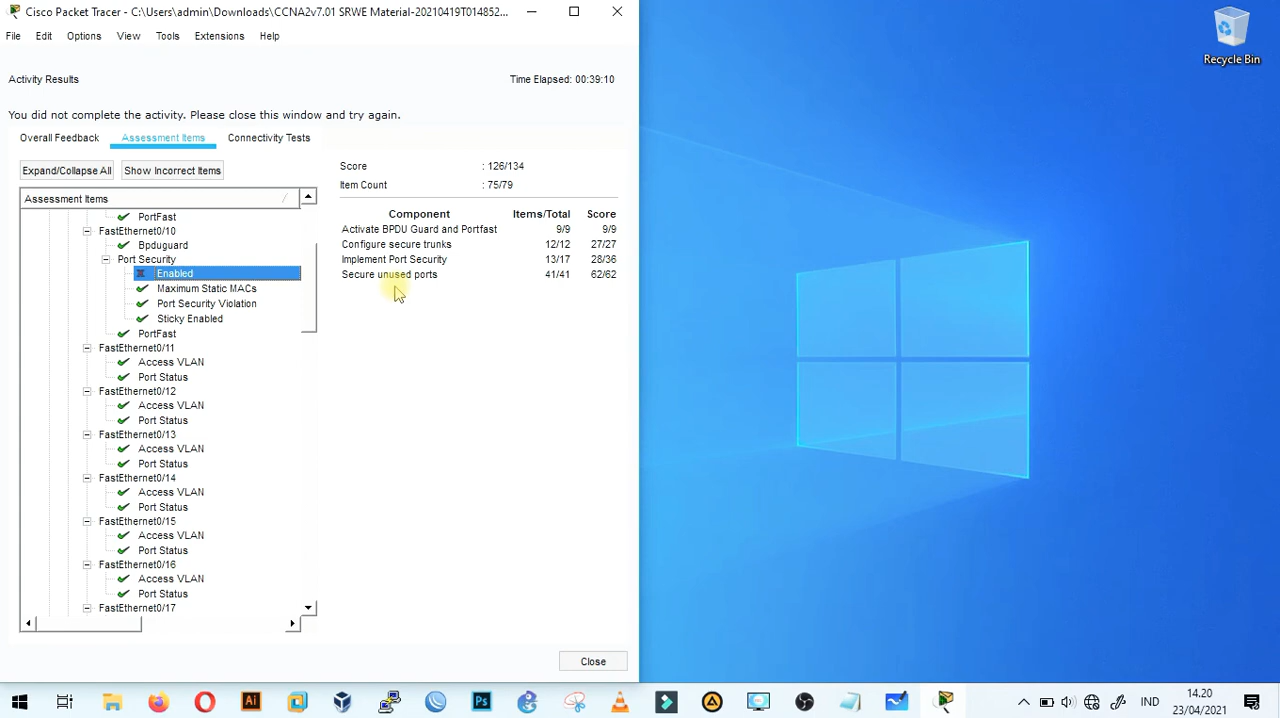 Cisco Packet Tracer - C:\Users\admin\Downloads\CCNA2v7.01 SRWE Material-20210419T014852...
File Edit Options View Tools Extensions Help
Activity Results
Time Elapsed: 00:39:10
You did not complete the activity. Please close this window and try again.
Overall Feedback Assessment Items Connectivity Tests
Expand/Collapse All Show Incorrect Items
Assessment Items
PortFast
FastEthernet0/10
Bpduguard
Port Security
Enabled
Maximum Static MACs
Port Security Violation
Sticky Enabled
PortFast
FastEthernet0/11
Access VLAN
Port Status
FastEthernet0/12
Access VLAN
Port Status
FastEthernet0/13
Access VLAN
Port Status
FastEthernet0/14
Access VLAN
Port Status
FastEthernet0/15
Access VLAN
Port Status
FastEthernet0/16
Access VLAN
Port Status
FastEthernet0/17
Score : 126/134
Item Count : 75/79
Component Items/Total Score
Activate BPDU Guard and Portfast 9/9 9/9
Configure secure trunks 12/12 27/27
Implement Port Security 13/17 28/36
Secure unused ports 41/41 62/62
Close
Recycle Bin
Ai
Ps
IND
14.20
23/04/2021